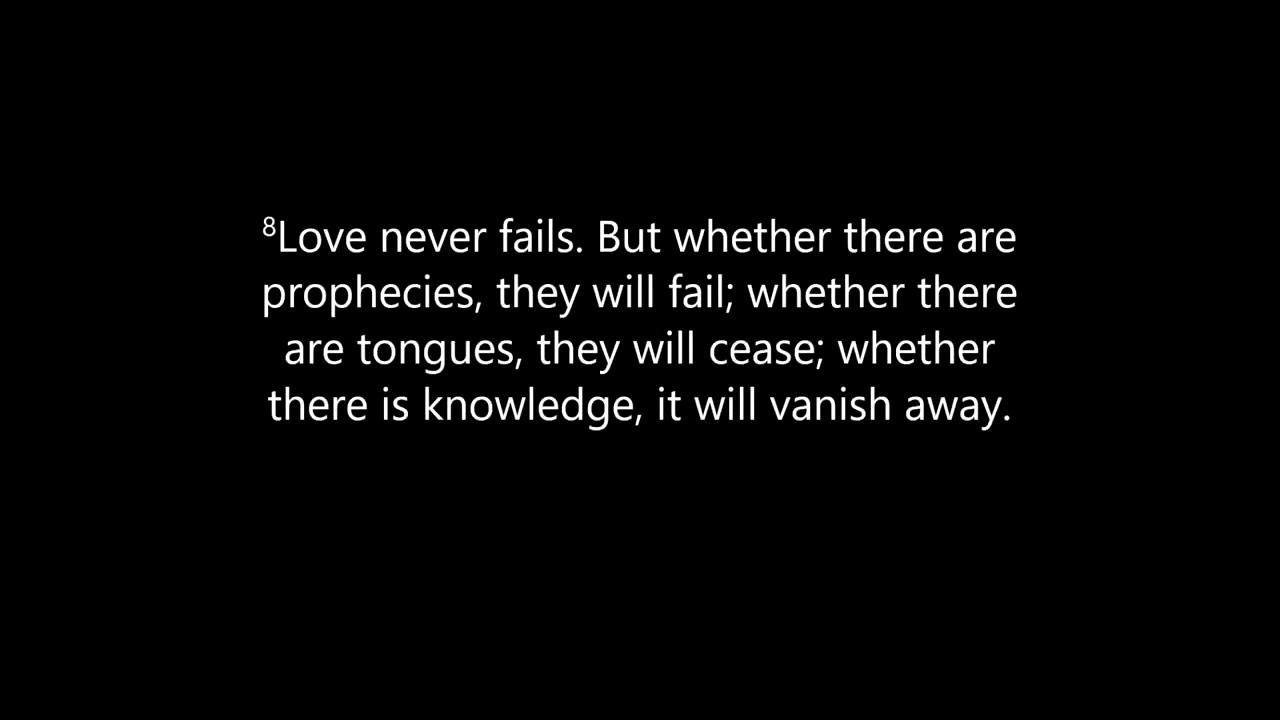 ⁸Love never fails. But whether there are
prophecies, they will fail; whether there
are tongues, they will cease; whether
there is knowledge, it will vanish away.